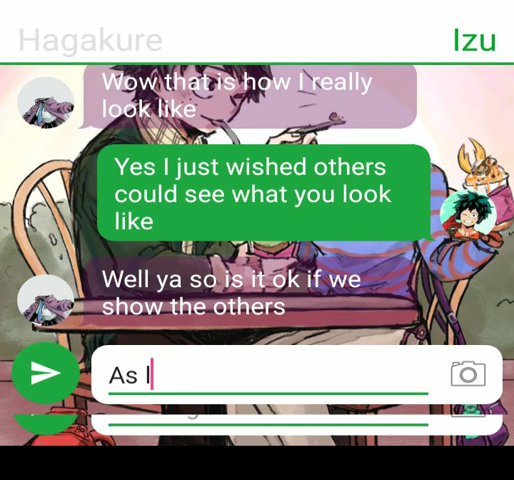 Hagakure
Izu
Wow that is how I really
look like
Yes I just wished others
could see what you look
like
Well ya so is it ok if we
show the others
As I